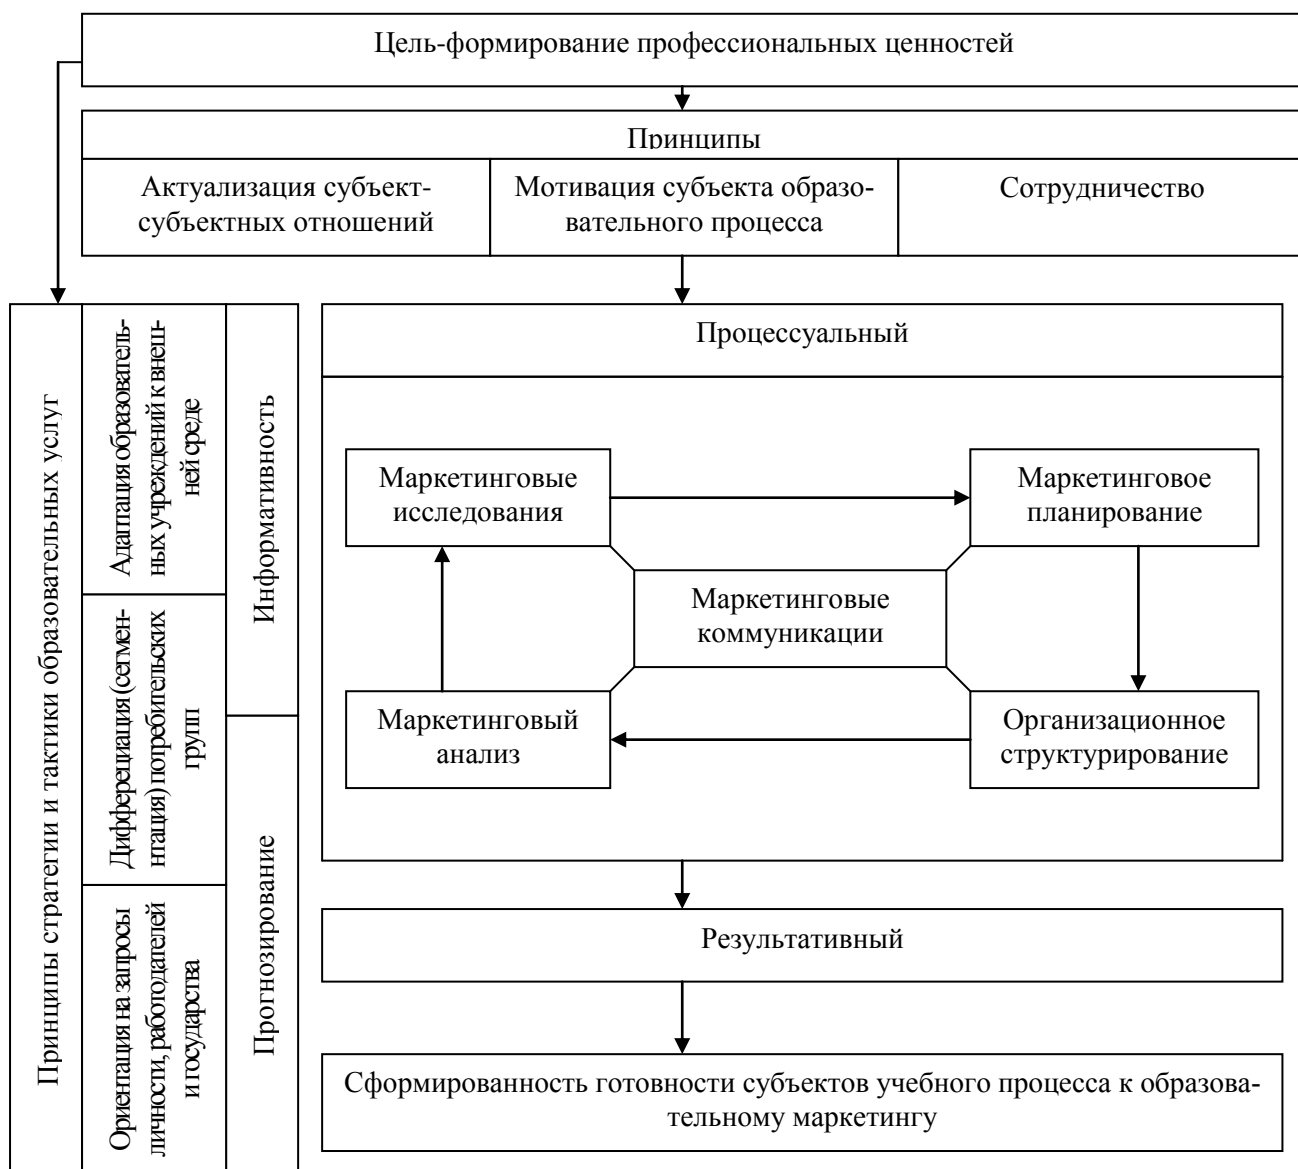 Цель-формирование профессиональных ценностей
Принципы
Актуализация субъект-
субъектных отношений
Мотивация субъекта образо-
вательного процесса
Сотрудничество
Принципы стратегии и тактики образовательных услуг
Адаптация образователь-
ных учреждений к внеш-
ней среде
Дифференциация (сегме-
нтация) потребительских
групп
Ориентация на запросы
личности, работодателей
и государства
Информативность
Прогнозирование
Процессуальный
Маркетинговые
исследования
Маркетинговое
планирование
Маркетинговые
коммуникации
Маркетинговый
анализ
Организационное
структурирование
Результативный
Сформированность готовности субъектов учебного процесса к образова-
тельному маркетингу